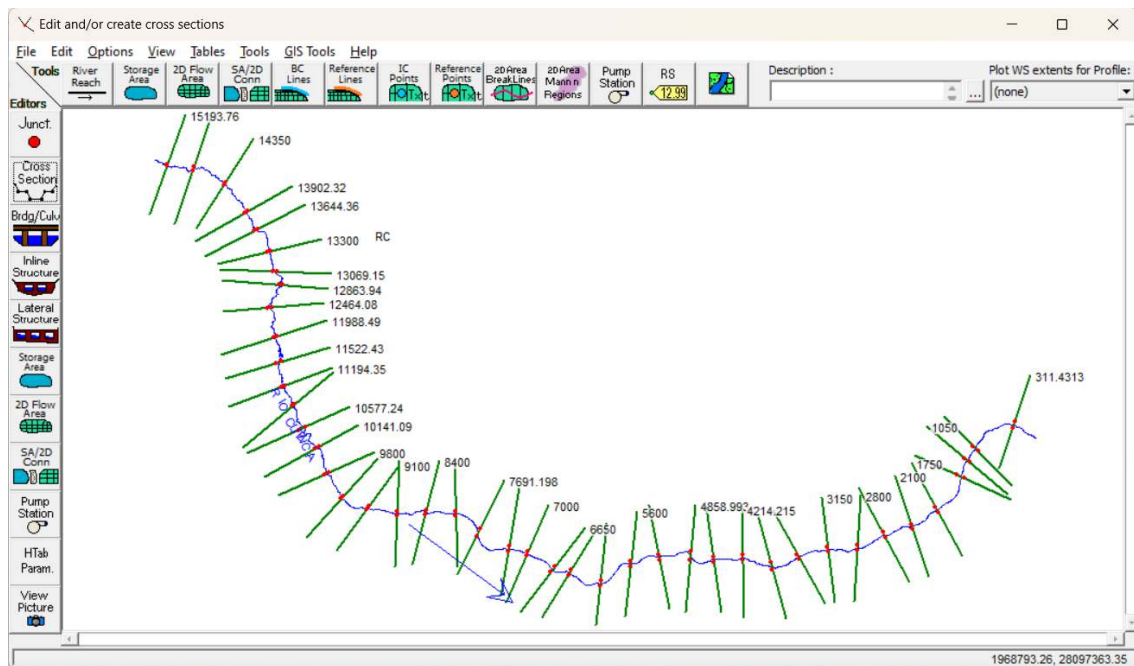 Edit and/or create cross sections
File Edit Options View Tables Tools GIS Tools Help
Tools
Editors
River
Reach
Storage
Area
2D Flow
Area
SA/2D
Conn
BC
Lines
Reference
Lines
IC
Points
Reference
Points
2D Area
BreakLines
2D Area
Mann n
Regions
Pump
Station
RS
12.99
Description :
...
Plot WS extents for Profile:
(none)
Junct.
Cross
Section
Brdg/Culv
Inline
Structure
Lateral
Structure
Storage
Area
2D Flow
Area
SA/2D
Conn
Pump
Station
HTab
Param.
View
Picture
15193.76
14350
13902.32
13644.36
13300
RC
13069.15
12863.94
12464.08
11988.49
11522.43
11194.35
10577.24
10141.09
9800
9100
8400
7691.198
7000
6650
5600
4858.993
4214.215
3150
2800
2100
1750
1050
311.4313
1968793.26, 28097363.35